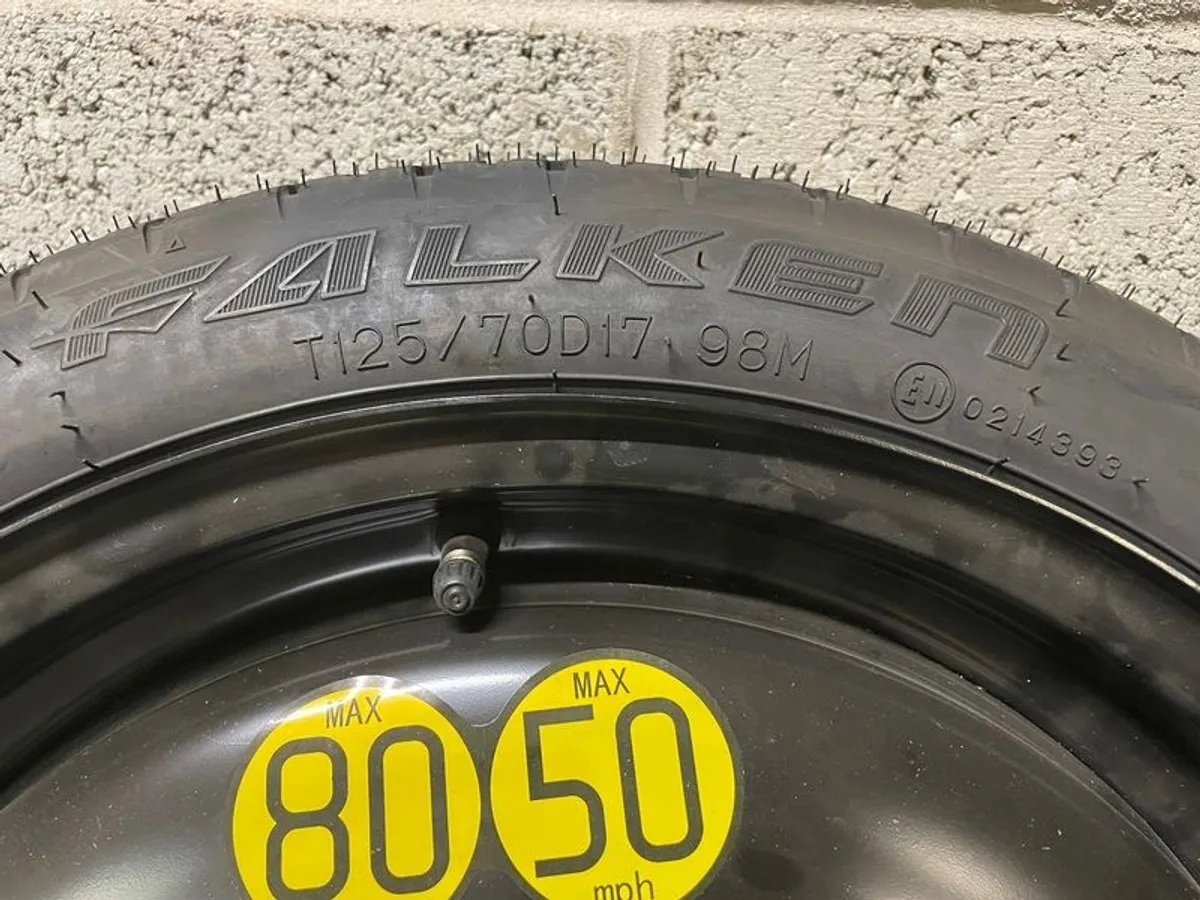 FALKEN
T125/70D17 98M
E11 0214393
MAX
80
MAX
50
mph